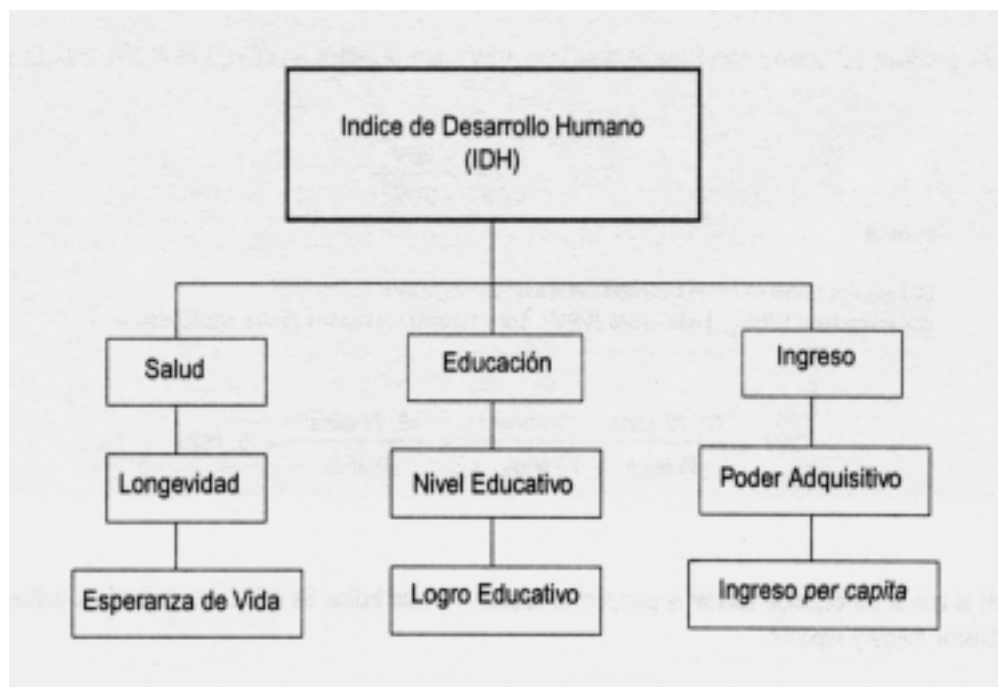 Indice de Desarrollo Humano
(IDH)
Salud
Educación
Ingreso
Longevidad
Nivel Educativo
Poder Adquisitivo
Esperanza de Vida
Logro Educativo
Ingreso per capita